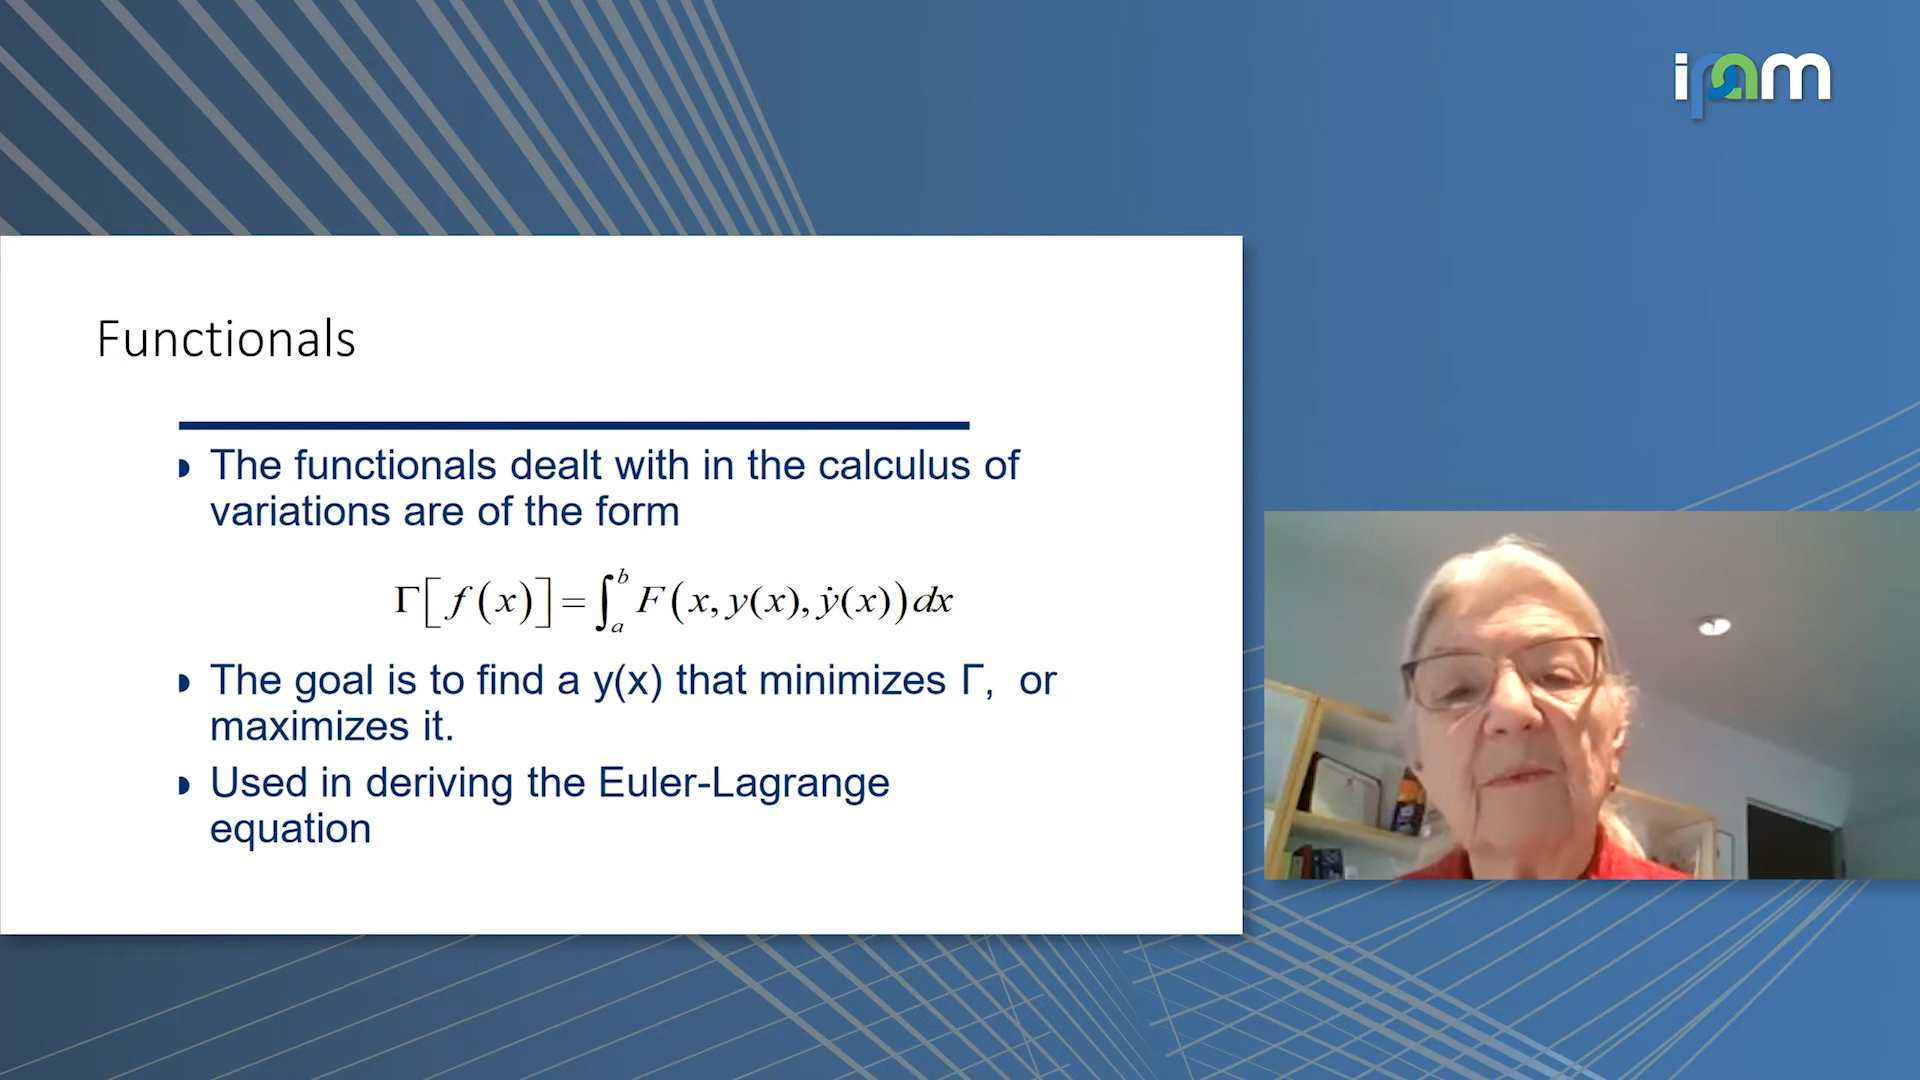 ipam
Functionals
The functionals dealt with in the calculus of
variations are of the form
Γ[f(x)]=∫_a^b F(x,y(x),ẏ(x))dx
The goal is to find a y(x) that minimizes Γ, or
maximizes it.
Used in deriving the Euler-Lagrange
equation